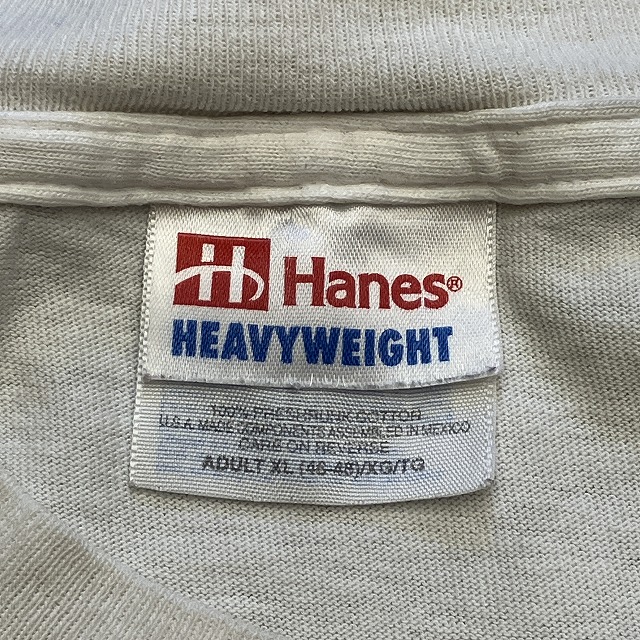 H Hanes®
HEAVYWEIGHT
100% PRESHRUNK COTTON
U.S.A. MADE COMPONENTS ASSEMBLED IN MEXICO
CARE ON REVERSE
ADULT XL (46-48)/XG/TG